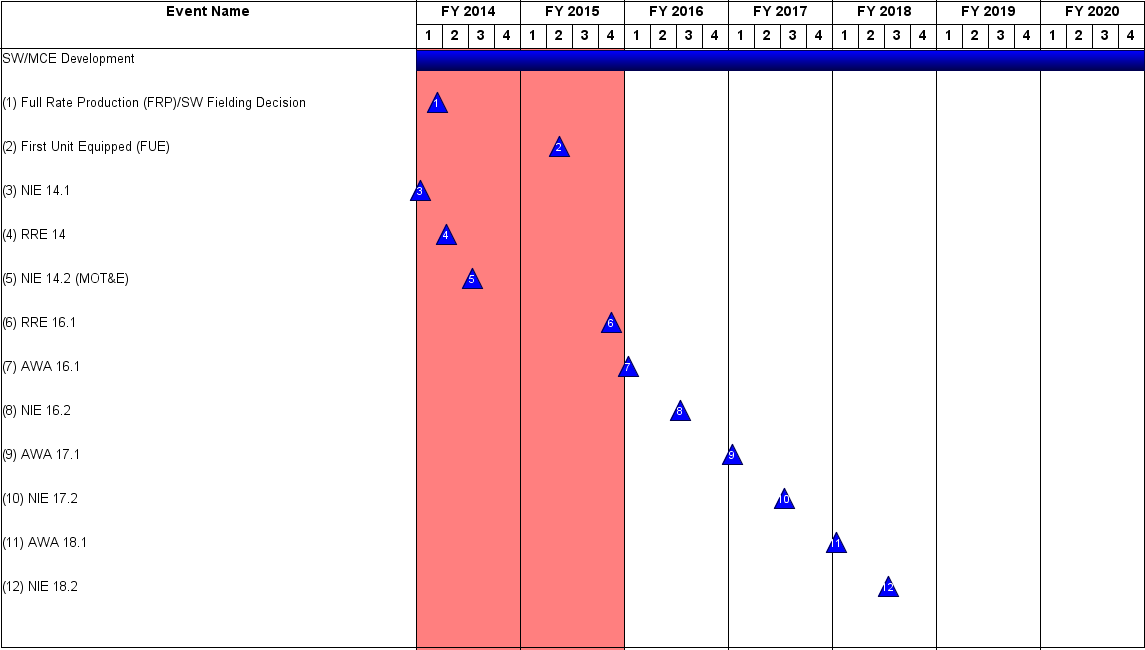 Event Name FY 2014 FY 2015 FY 2016 FY 2017 FY 2018 FY 2019 FY 2020
1 2 3 4 1 2 3 4 1 2 3 4 1 2 3 4 1 2 3 4 1 2 3 4 1 2 3 4
SW/MCE Development
(1) Full Rate Production (FRP)/SW Fielding Decision 1
(2) First Unit Equipped (FUE) 2
(3) NIE 14.1 3
(4) RRE 14 4
(5) NIE 14.2 (MOT&E) 5
(6) RRE 16.1 6
(7) AWA 16.1 7
(8) NIE 16.2 8
(9) AWA 17.1 9
(10) NIE 17.2 10
(11) AWA 18.1 11
(12) NIE 18.2 12